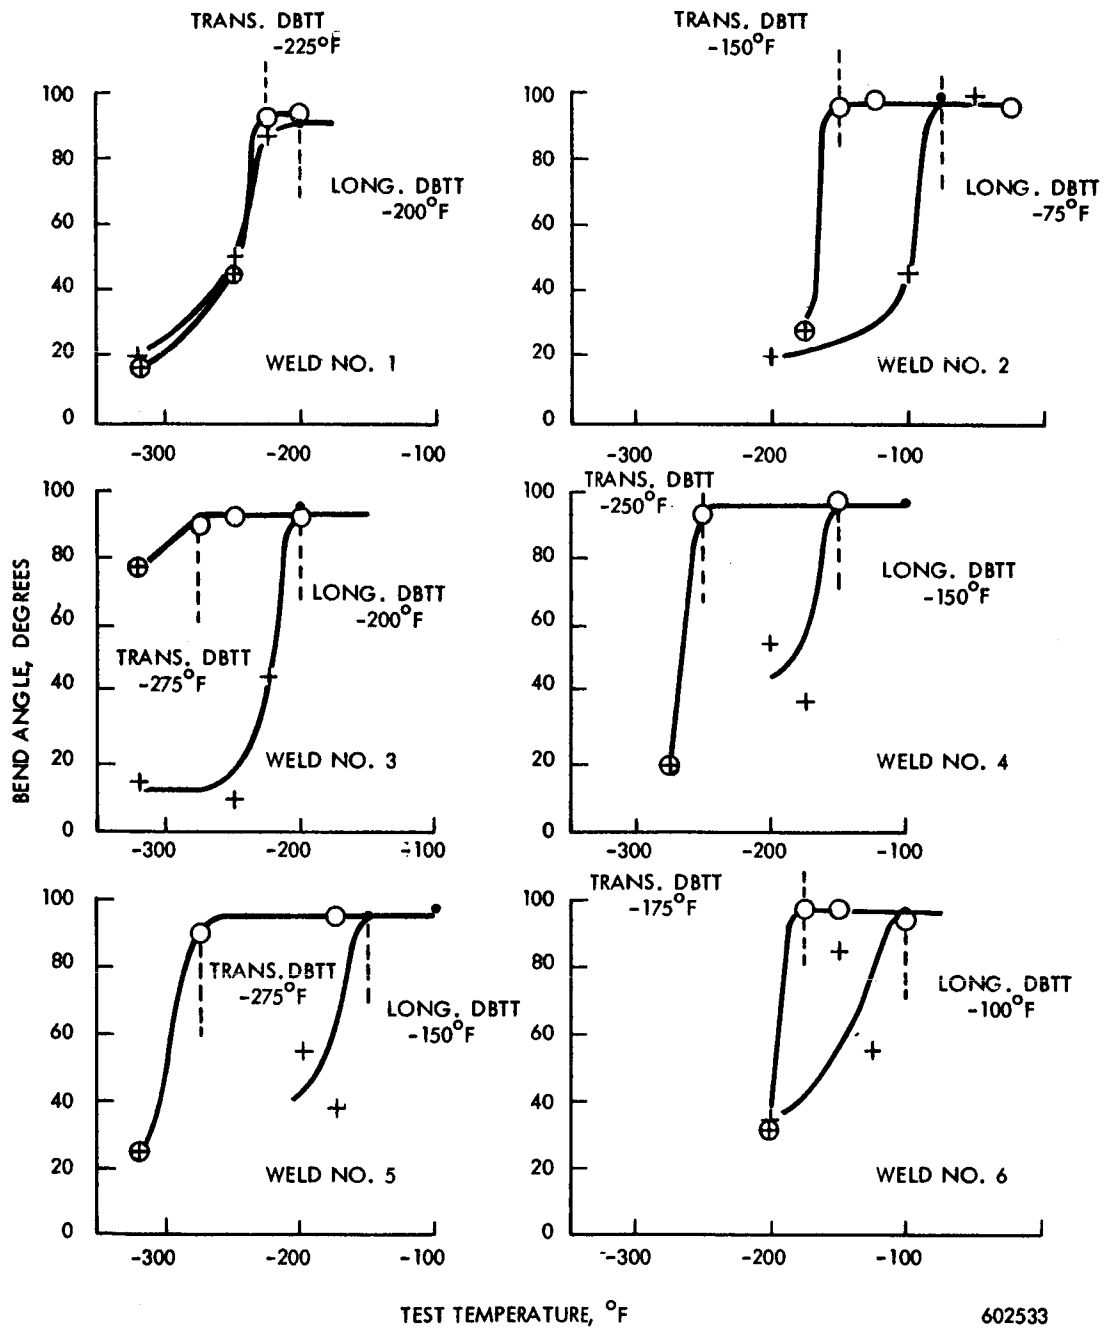 TRANS. DBTT
-225°F
100
80
60
40
20
0
-300
-200
-100
LONG. DBTT
-200°F
WELD NO. 1
TRANS. DBTT
-150°F
100
80
60
40
20
0
-300
-200
-100
LONG. DBTT
-75°F
WELD NO. 2
BEND ANGLE, DEGREES
100
80
60
40
20
0
-300
-200
-100
LONG. DBTT
-200°F
TRANS. DBTT
-275°F
WELD NO. 3
TRANS. DBTT
-250°F
100
80
60
40
20
0
-300
-200
-100
LONG. DBTT
-150°F
WELD NO. 4
100
80
60
40
20
0
-300
-200
-100
TRANS. DBTT
-275°F
LONG. DBTT
-150°F
WELD NO. 5
TRANS. DBTT
-175°F
100
80
60
40
20
0
-300
-200
-100
LONG. DBTT
-100°F
WELD NO. 6
TEST TEMPERATURE, °F
602533